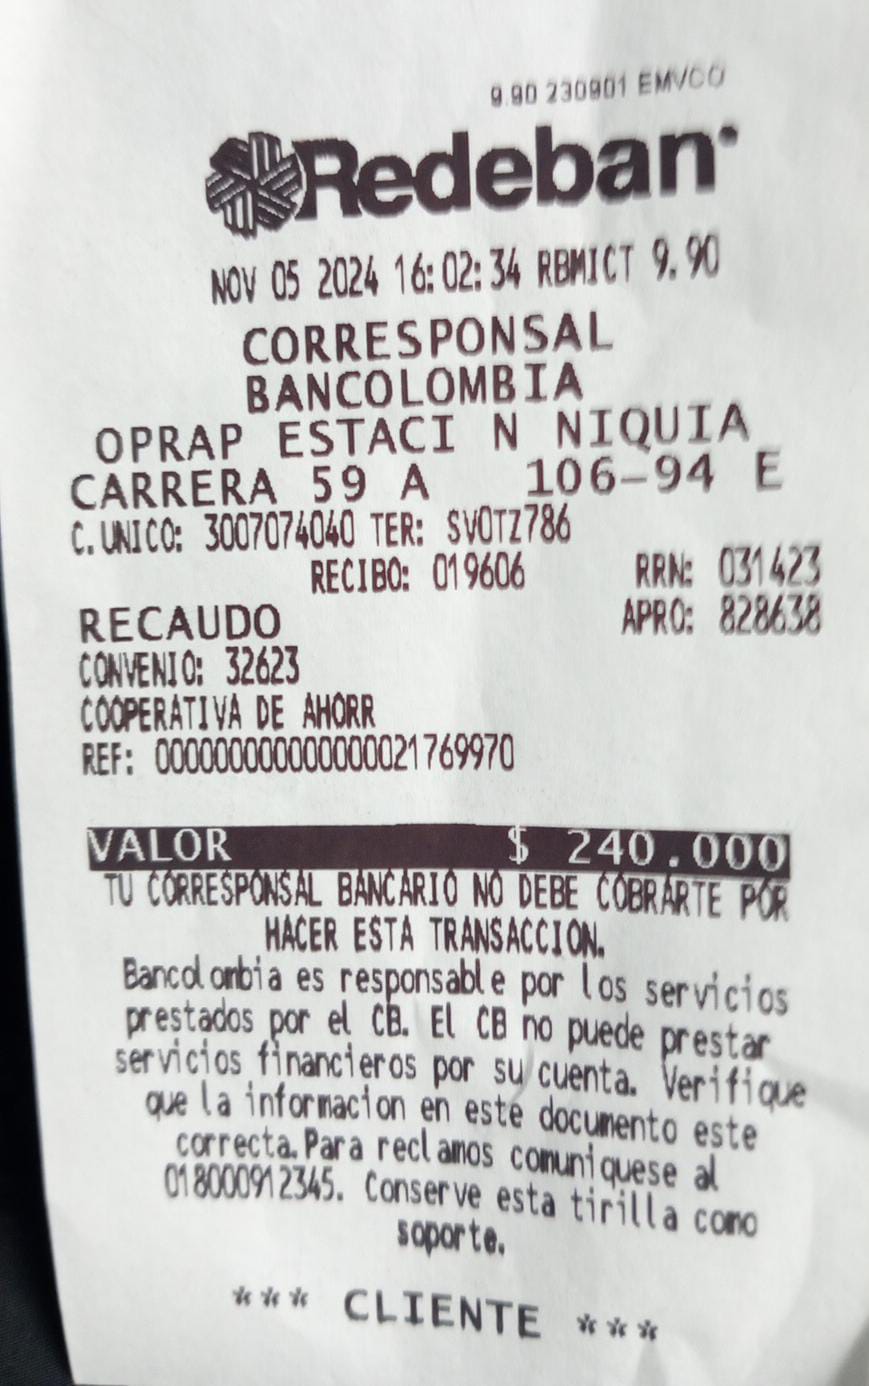 9.90 230901 EMVCO
Redeban
NOV 05 2024 16:02:34 RBMICT 9.90
CORRESPONSAL
BANCOLOMBIA
OPRAP ESTACI N NIQUIA
CARRERA 59 A 106-94 E
C.UNICO: 3007074040 TER: SVOTZ786
RECIBO: 019606 RRN: 031423
RECAUDO APRO: 828638
CONVENIO: 32623
COOPERATIVA DE AHORR
REF: 0000000000000000021769970
VALOR $ 240.000
TU CORRESPONSAL BANCARIO NO DEBE COBRARTE POR
HACER ESTA TRANSACCION.
Bancolombia es responsable por los servicios
prestados por el CB. El CB no puede prestar
servicios financieros por su cuenta. Verifique
que la informacion en este documento este
correcta.Para reclamos comuniquese al
018000912345. Conserve esta tirilla como
soporte.
*** CLIENTE ***